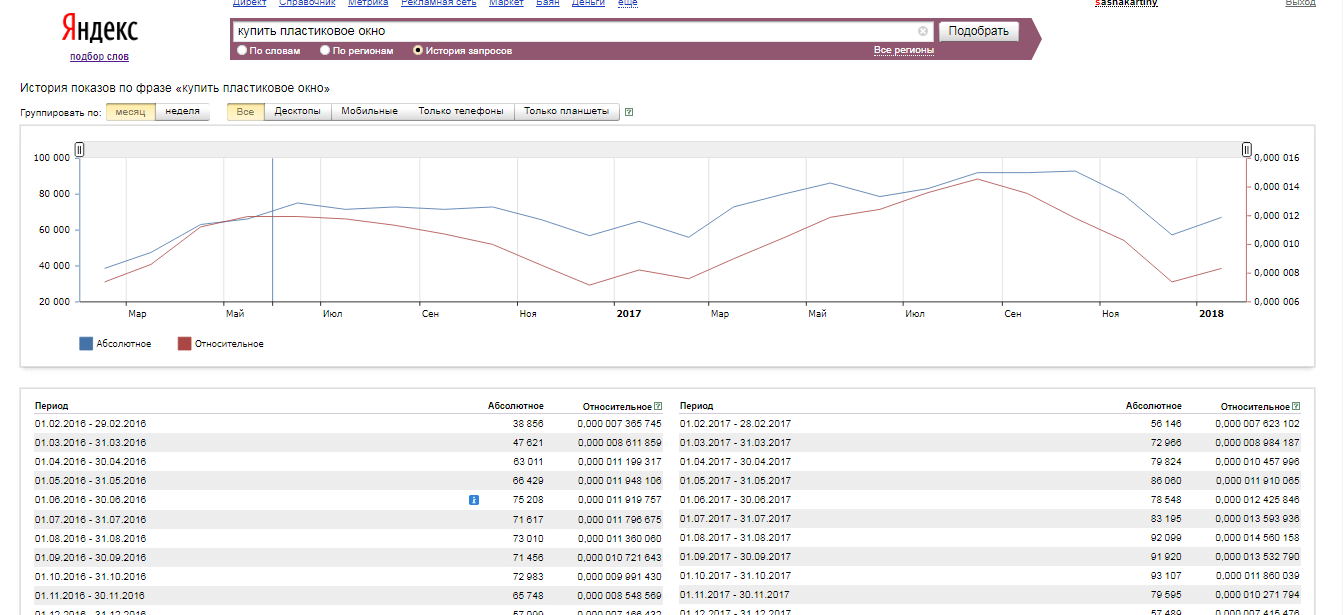 Директ Справочник Метрика Рекламная сеть Маркет Баян Деньги еще sashakartiny Выход
Яндекс
подбор слов
купить пластиковое окно Подобрать
По словам По регионам История запросов Все регионы
История показов по фразе «купить пластиковое окно»
Группировать по: месяц неделя Все Десктопы Мобильные Только телефоны Только планшеты
100 000 0,000 016
0,000 014
80 000
0,000 012
60 000
0,000 010
40 000
0,000 008
20 000 0,000 006
Мар Май Июл Сен Ноя 2017 Мар Май Июл Сен Ноя 2018
Абсолютное Относительное
Период Абсолютное Относительное Период Абсолютное Относительное
01.02.2016 - 29.02.2016 38 856 0,000 007 365 745 01.02.2017 - 28.02.2017 56 146 0,000 007 623 102
01.03.2016 - 31.03.2016 47 621 0,000 008 611 859 01.03.2017 - 31.03.2017 72 966 0,000 008 984 187
01.04.2016 - 30.04.2016 63 011 0,000 011 199 317 01.04.2017 - 30.04.2017 79 824 0,000 010 457 996
01.05.2016 - 31.05.2016 66 429 0,000 011 948 106 01.05.2017 - 31.05.2017 86 060 0,000 011 910 065
01.06.2016 - 30.06.2016 75 208 0,000 011 919 757 01.06.2017 - 30.06.2017 78 548 0,000 012 425 846
01.07.2016 - 31.07.2016 71 617 0,000 011 796 675 01.07.2017 - 31.07.2017 83 195 0,000 013 593 936
01.08.2016 - 31.08.2016 73 010 0,000 011 360 060 01.08.2017 - 31.08.2017 92 099 0,000 014 560 158
01.09.2016 - 30.09.2016 71 456 0,000 010 721 643 01.09.2017 - 30.09.2017 91 920 0,000 013 532 790
01.10.2016 - 31.10.2016 72 983 0,000 009 991 430 01.10.2017 - 31.10.2017 93 107 0,000 011 860 039
01.11.2016 - 30.11.2016 65 748 0,000 008 548 569 01.11.2017 - 30.11.2017 79 595 0,000 010 271 794
01.12.2016 - 31.12.2016 57 099 0,000 007 166 432 01.12.2017 - 31.12.2017 57 489 0,000 007 415 476